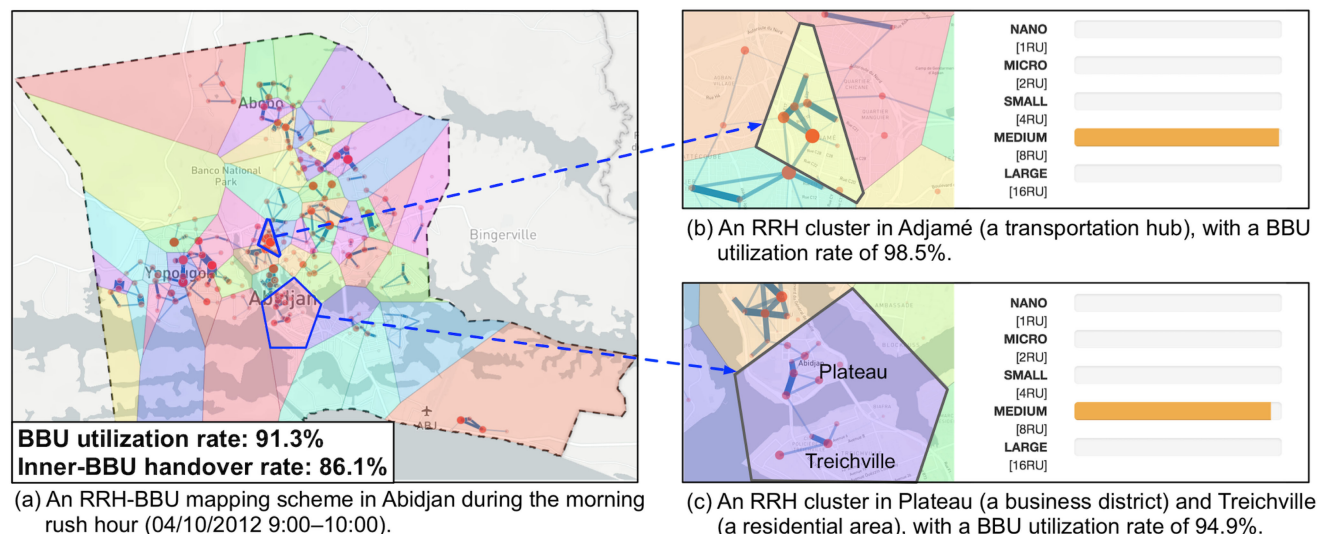 Abobo
Banco National
Park
Bingerville
Yopougon
Abidjan
ABJ
BBU utilization rate: 91.3%
Inner-BBU handover rate: 86.1%
(a) An RRH-BBU mapping scheme in Abidjan during the morning
rush hour (04/10/2012 9:00–10:00).
NANO
[1RU]
MICRO
[2RU]
SMALL
[4RU]
MEDIUM
[8RU]
LARGE
[16RU]
(b) An RRH cluster in Adjamé (a transportation hub), with a BBU
utilization rate of 98.5%.
Abidjan
Plateau
Treichville
NANO
[1RU]
MICRO
[2RU]
SMALL
[4RU]
MEDIUM
[8RU]
LARGE
[16RU]
(c) An RRH cluster in Plateau (a business district) and Treichville
(a residential area), with a BBU utilization rate of 94.9%.